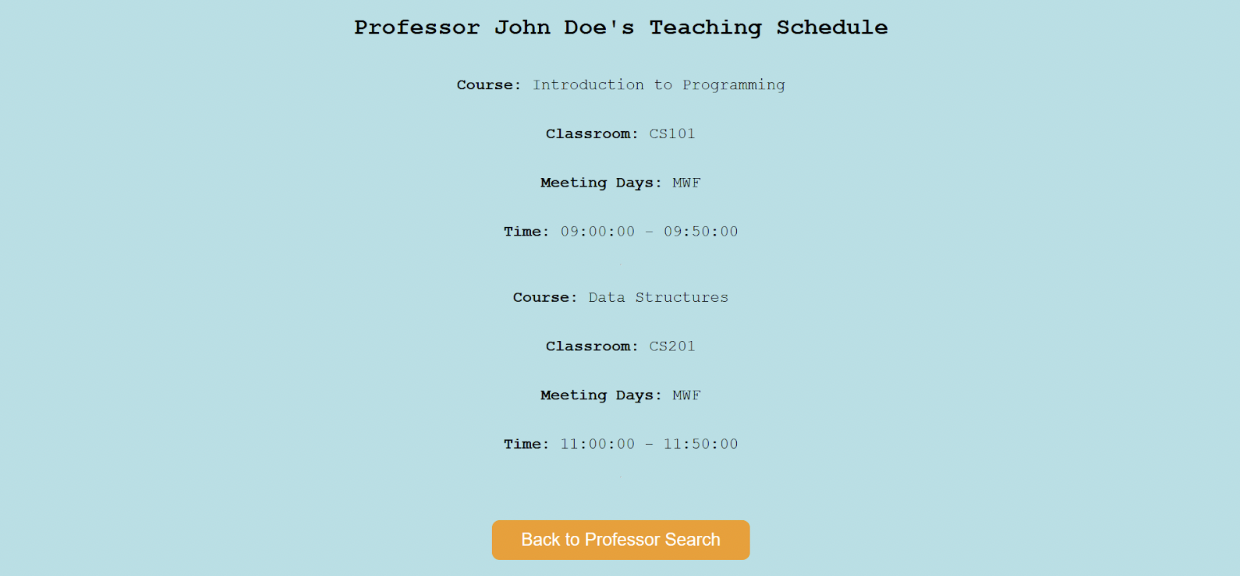 Professor John Doe's Teaching Schedule
Course: Introduction to Programming
Classroom: CS101
Meeting Days: MWF
Time: 09:00:00 - 09:50:00
Course: Data Structures
Classroom: CS201
Meeting Days: MWF
Time: 11:00:00 - 11:50:00
Back to Professor Search